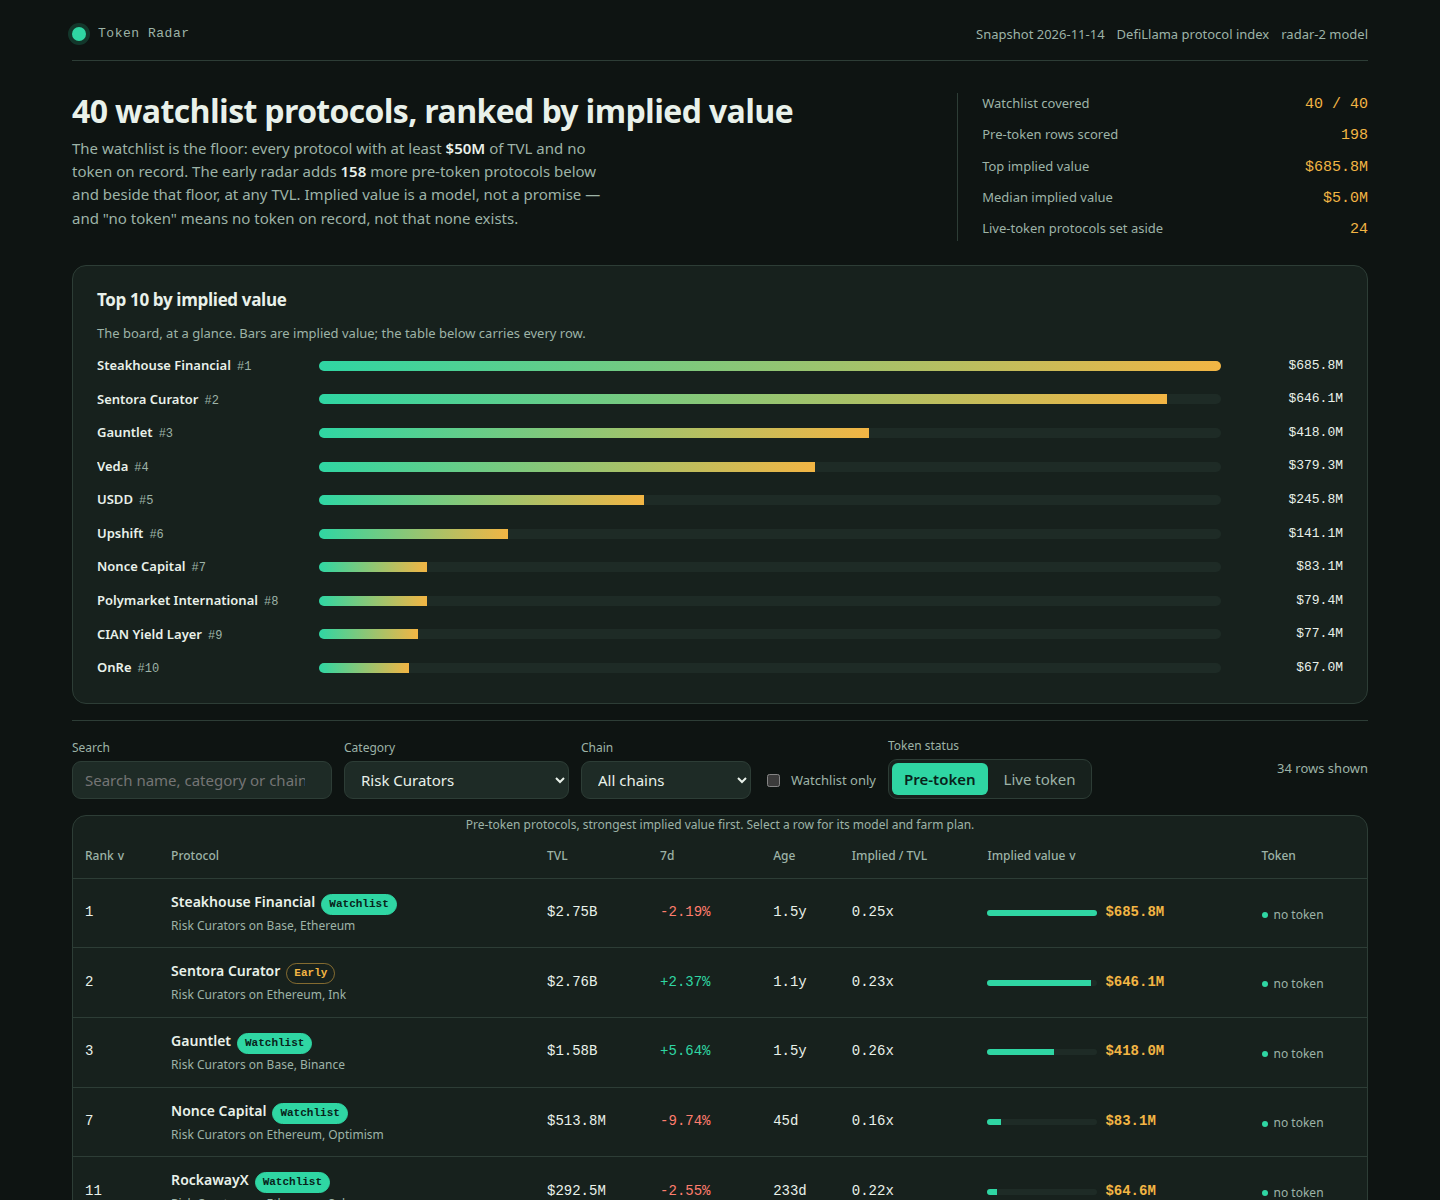 Token Radar
Snapshot 2026-11-14 DefiLlama protocol index radar-2 model
40 watchlist protocols, ranked by implied value
The watchlist is the floor: every protocol with at least $50M of TVL and no
token on record. The early radar adds 158 more pre-token protocols below
and beside that floor, at any TVL. Implied value is a model, not a promise —
and "no token" means no token on record, not that none exists.
Watchlist covered 40 / 40
Pre-token rows scored 198
Top implied value $685.8M
Median implied value $5.0M
Live-token protocols set aside 24
Top 10 by implied value
The board, at a glance. Bars are implied value; the table below carries every row.
Steakhouse Financial #1 $685.8M
Sentora Curator #2 $646.1M
Gauntlet #3 $418.0M
Veda #4 $379.3M
USDD #5 $245.8M
Upshift #6 $141.1M
Nonce Capital #7 $83.1M
Polymarket International #8 $79.4M
CIAN Yield Layer #9 $77.4M
OnRe #10 $67.0M
Search Category Chain Token status
Search name, category or chain Risk Curators All chains Watchlist only Pre-token Live token 34 rows shown
Pre-token protocols, strongest implied value first. Select a row for its model and farm plan.
Rank v Protocol TVL 7d Age Implied / TVL Implied value v Token
1 Steakhouse Financial Watchlist $2.75B -2.19% 1.5y 0.25x $685.8M no token
Risk Curators on Base, Ethereum
2 Sentora Curator Early $2.76B +2.37% 1.1y 0.23x $646.1M no token
Risk Curators on Ethereum, Ink
3 Gauntlet Watchlist $1.58B +5.64% 1.5y 0.26x $418.0M no token
Risk Curators on Base, Binance
7 Nonce Capital Watchlist $513.8M -9.74% 45d 0.16x $83.1M no token
Risk Curators on Ethereum, Optimism
11 RockawayX Watchlist $292.5M -2.55% 233d 0.22x $64.6M no token